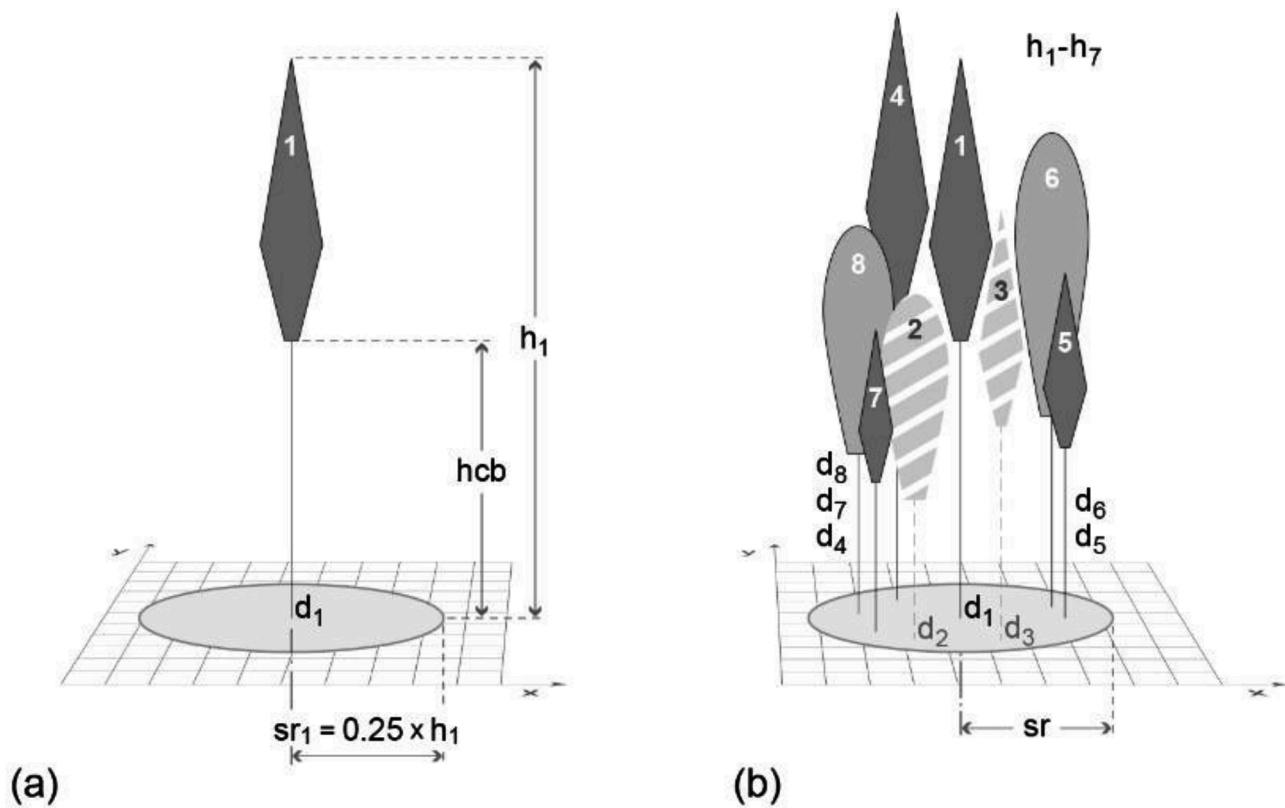 1
h₁
hcb
d₁
y
x
sr₁ = 0.25 × h₁
(a)
h₁-h₇
4
1
6
8
3
2
5
7
d₈
d₇
d₄
d₆
d₅
d₁
d₂
d₃
y
x
sr
(b)